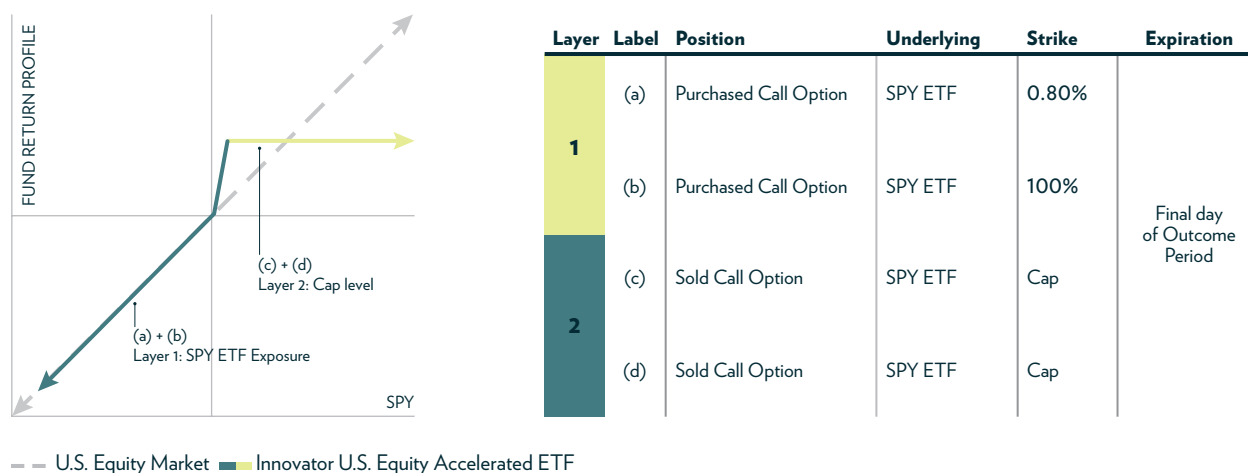 FUND RETURN PROFILE
(c) + (d)
Layer 2: Cap level
(a) + (b)
Layer 1: SPY ETF Exposure
SPY
U.S. Equity Market
Innovator U.S. Equity Accelerated ETF
Layer Label Position Underlying Strike Expiration
1
(a) Purchased Call Option SPY ETF 0.80%
(b) Purchased Call Option SPY ETF 100%
2
(c) Sold Call Option SPY ETF Cap
(d) Sold Call Option SPY ETF Cap
Final day
of Outcome
Period